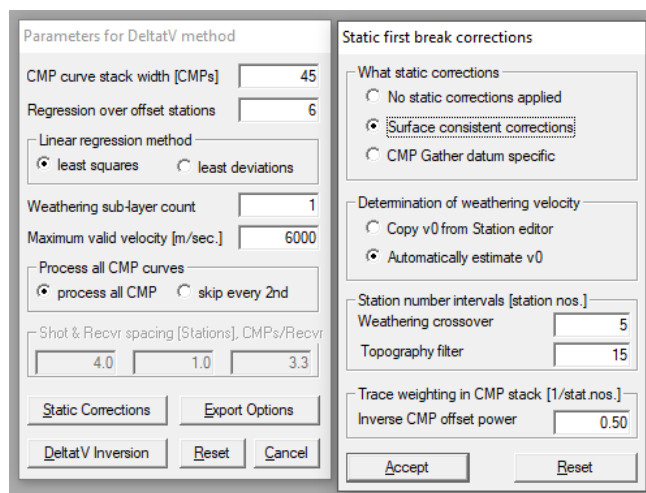 Parameters for DeltatV method
CMP curve stack width [CMPs] 45
Regression over offset stations 6
Linear regression method
least squares least deviations
Weathering sub-layer count 1
Maximum valid velocity [m/sec.] 6000
Process all CMP curves
process all CMP skip every 2nd
Shot & Recvr spacing [Stations], CMPs/Recvr
4.0 1.0 3.3
Static Corrections Export Options
DeltatV Inversion Reset Cancel
Static first break corrections
What static corrections
No static corrections applied
Surface consistent corrections
CMP Gather datum specific
Determination of weathering velocity
Copy v0 from Station editor
Automatically estimate v0
Station number intervals [station nos.]
Weathering crossover 5
Topography filter 15
Trace weighting in CMP stack [1/stat.nos.]
Inverse CMP offset power 0.50
Accept Reset